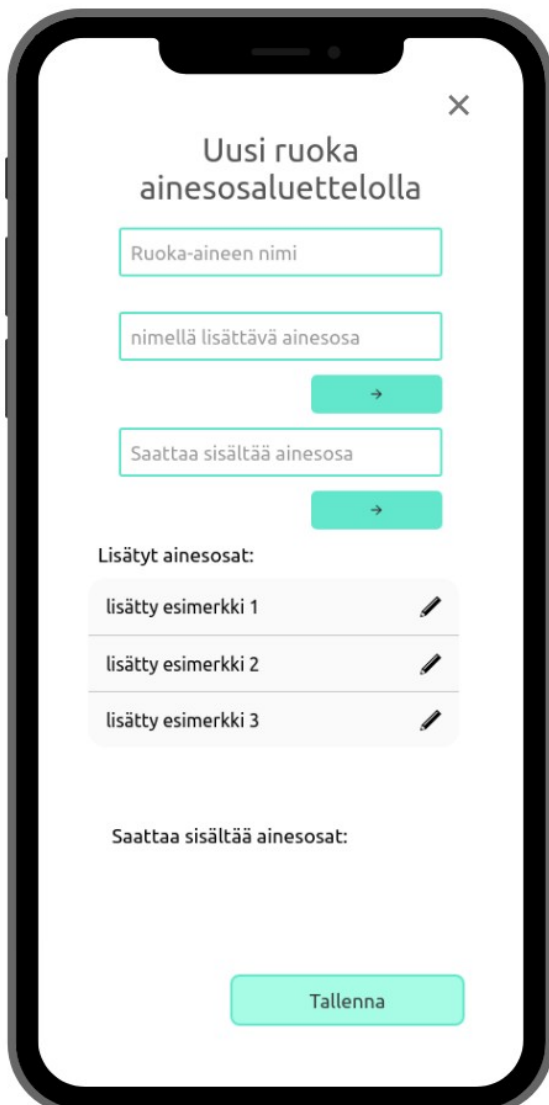 Uusi ruoka
ainesosaluettelolla
Ruoka-aineen nimi
nimellä lisättävä ainesosa
→
Saattaa sisältää ainesosa
→
Lisätyt ainesosat:
lisätty esimerkki 1
lisätty esimerkki 2
lisätty esimerkki 3
Saattaa sisältää ainesosat:
Tallenna